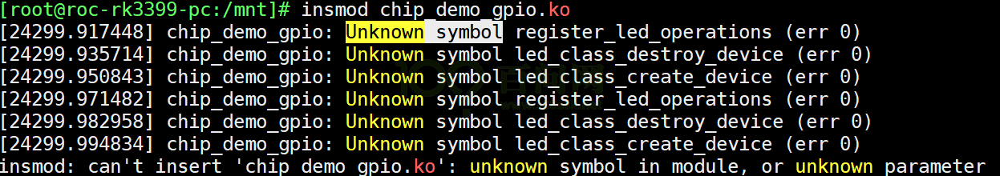 [root@roc-rk3399-pc:/mnt]# insmod chip_demo_gpio.ko
[24299.917448] chip_demo_gpio: Unknown symbol register_led_operations (err 0)
[24299.935714] chip_demo_gpio: Unknown symbol led_class_destroy_device (err 0)
[24299.950843] chip_demo_gpio: Unknown symbol led_class_create_device (err 0)
[24299.971482] chip_demo_gpio: Unknown symbol register_led_operations (err 0)
[24299.982958] chip_demo_gpio: Unknown symbol led_class_destroy_device (err 0)
[24299.994834] chip_demo_gpio: Unknown symbol led_class_create_device (err 0)
insmod: can't insert 'chip_demo_gpio.ko': unknown symbol in module, or unknown parameter